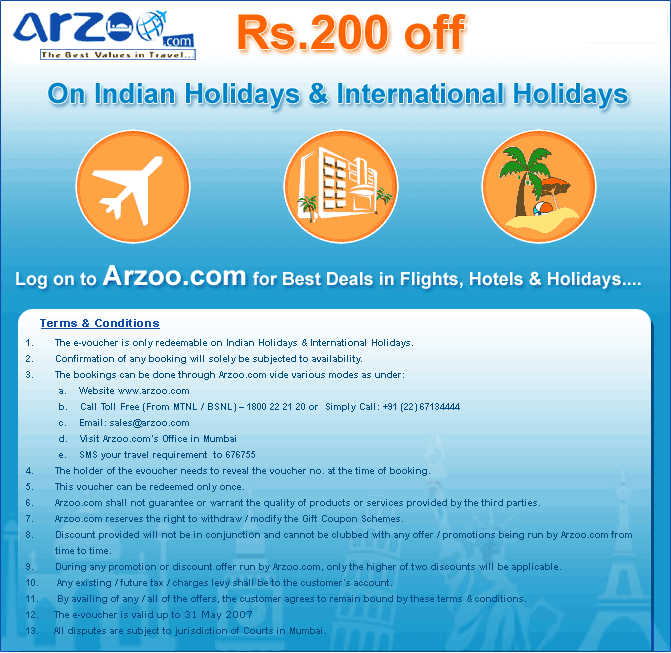 arzoo.com
The Best Values in Travel...
Rs.200 off
On Indian Holidays & International Holidays
Log on to Arzoo.com for Best Deals in Flights, Hotels & Holidays....
Terms & Conditions
1. The e-voucher is only redeemable on Indian Holidays & International Holidays.
2. Confirmation of any booking will solely be subjected to availability.
3. The bookings can be done through Arzoo.com vide various modes as under:
a. Website www.arzoo.com
b. Call Toll Free (From MTNL / BSNL) – 1800 22 21 20 or Simply Call: +91 (22) 67134444
c. Email: sales@arzoo.com
d. Visit Arzoo.com's Office in Mumbai
e. SMS your travel requirement to 676755
4. The holder of the evoucher needs to reveal the voucher no. at the time of booking.
5. This voucher can be redeemed only once.
6. Arzoo.com shall not guarantee or warrant the quality of products or services provided by the third parties.
7. Arzoo.com reserves the right to withdraw / modify the Gift Coupon Schemes.
8. Discount provided will not be in conjunction and cannot be clubbed with any offer / promotions being run by Arzoo.com from
time to time.
9. During any promotion or discount offer run by Arzoo.com, only the higher of two discounts will be applicable.
10. Any existing / future tax / charges levy shall be to the customer's account.
11. By availing of any / all of the offers, the customer agrees to remain bound by these terms & conditions.
12. The e-voucher is valid up to 31 May 2007
13. All disputes are subject to jurisdiction of Courts in Mumbai.